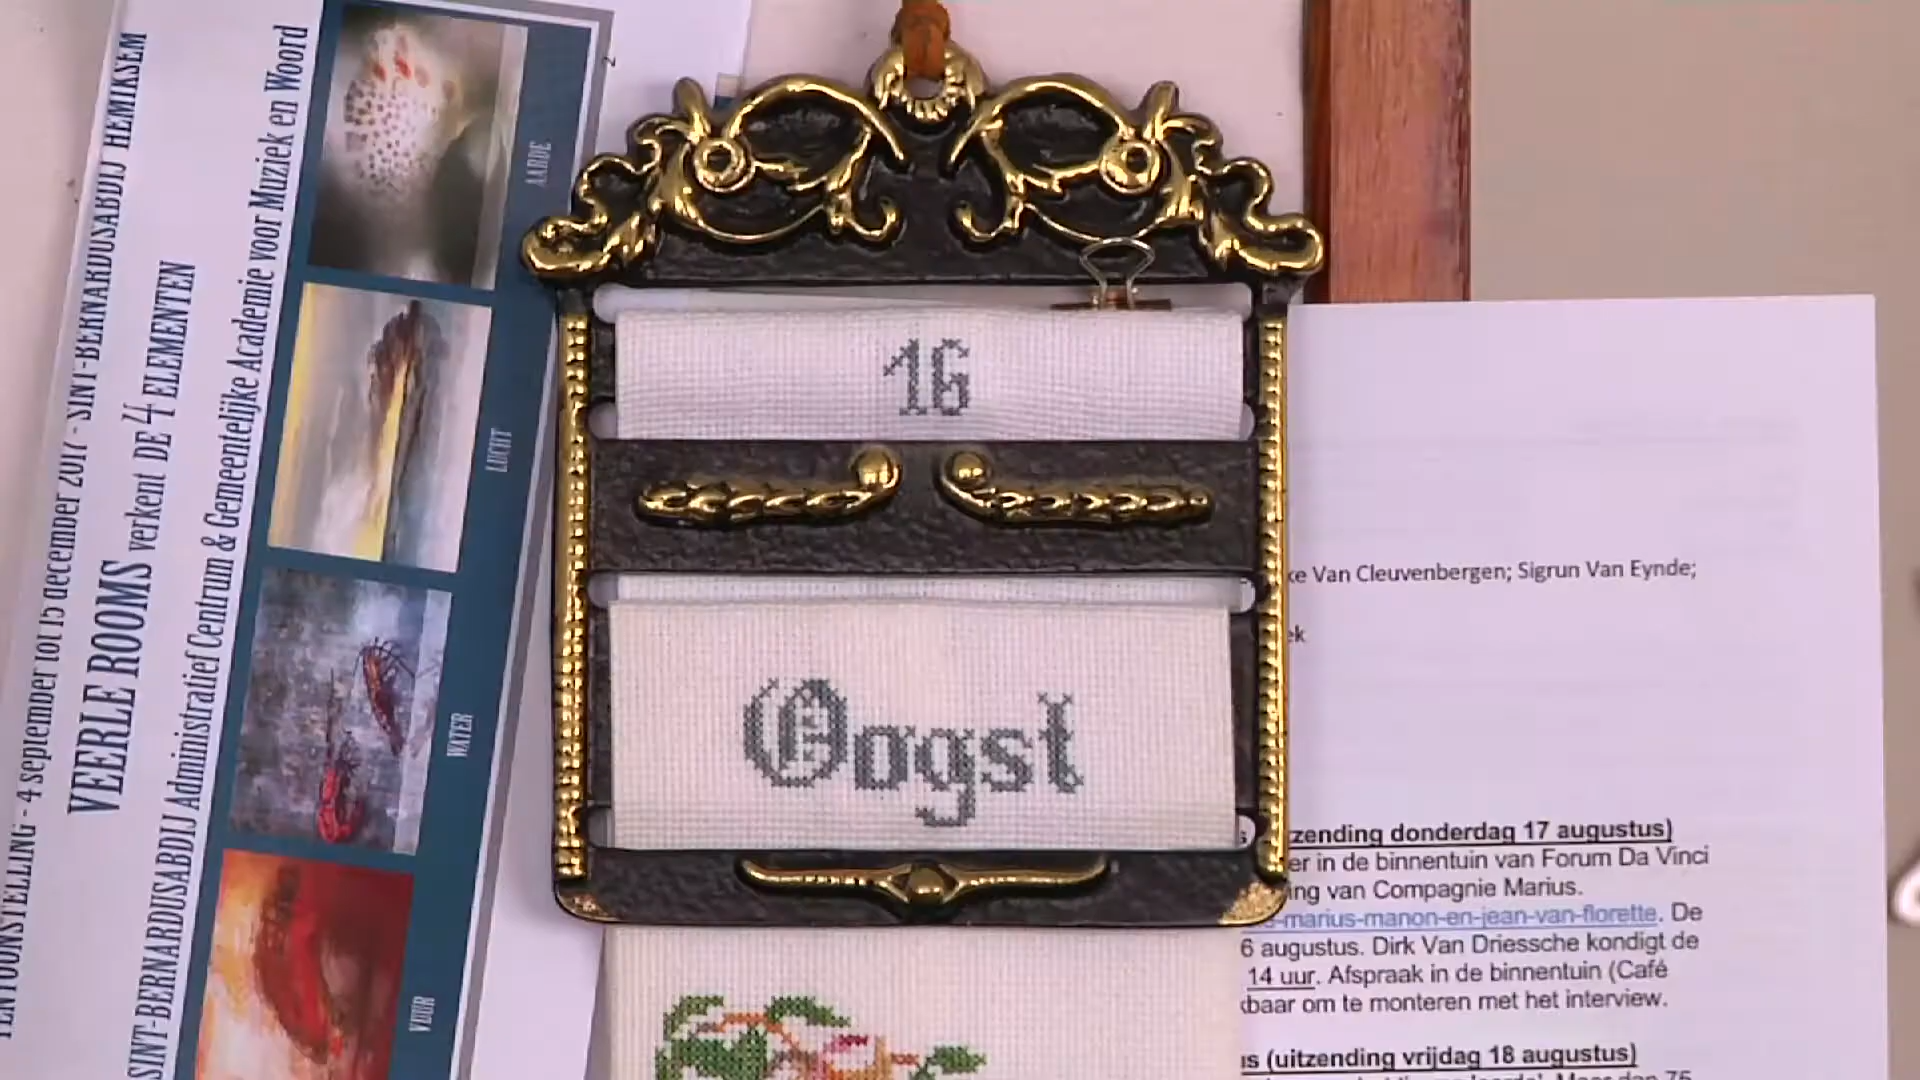 TENTOONSTELLING - 4 september tot 15 december 2017 - SINT-BERNARDUSABDIJ HEMIKSEM
VEERLE ROOMS verkent DE 4 ELEMENTEN
SINT-BERNARDUSABDIJ Administratief Centrum & Gemeentelijke Academie voor Muziek en Woord
AARDE
LUCHT
WATER
VUUR
2
16
Oogst
ke Van Cleuvenbergen; Sigrun Van Eynde;
ek
zending donderdag 17 augustus)
er in de binnentuin van Forum Da Vinci
ing van Compagnie Marius.
-marius-manon-en-jean-van-florette. De
6 augustus. Dirk Van Driessche kondigt de
14 uur. Afspraak in de binnentuin (Café
kbaar om te monteren met het interview.
us (uitzending vrijdag 18 augustus)